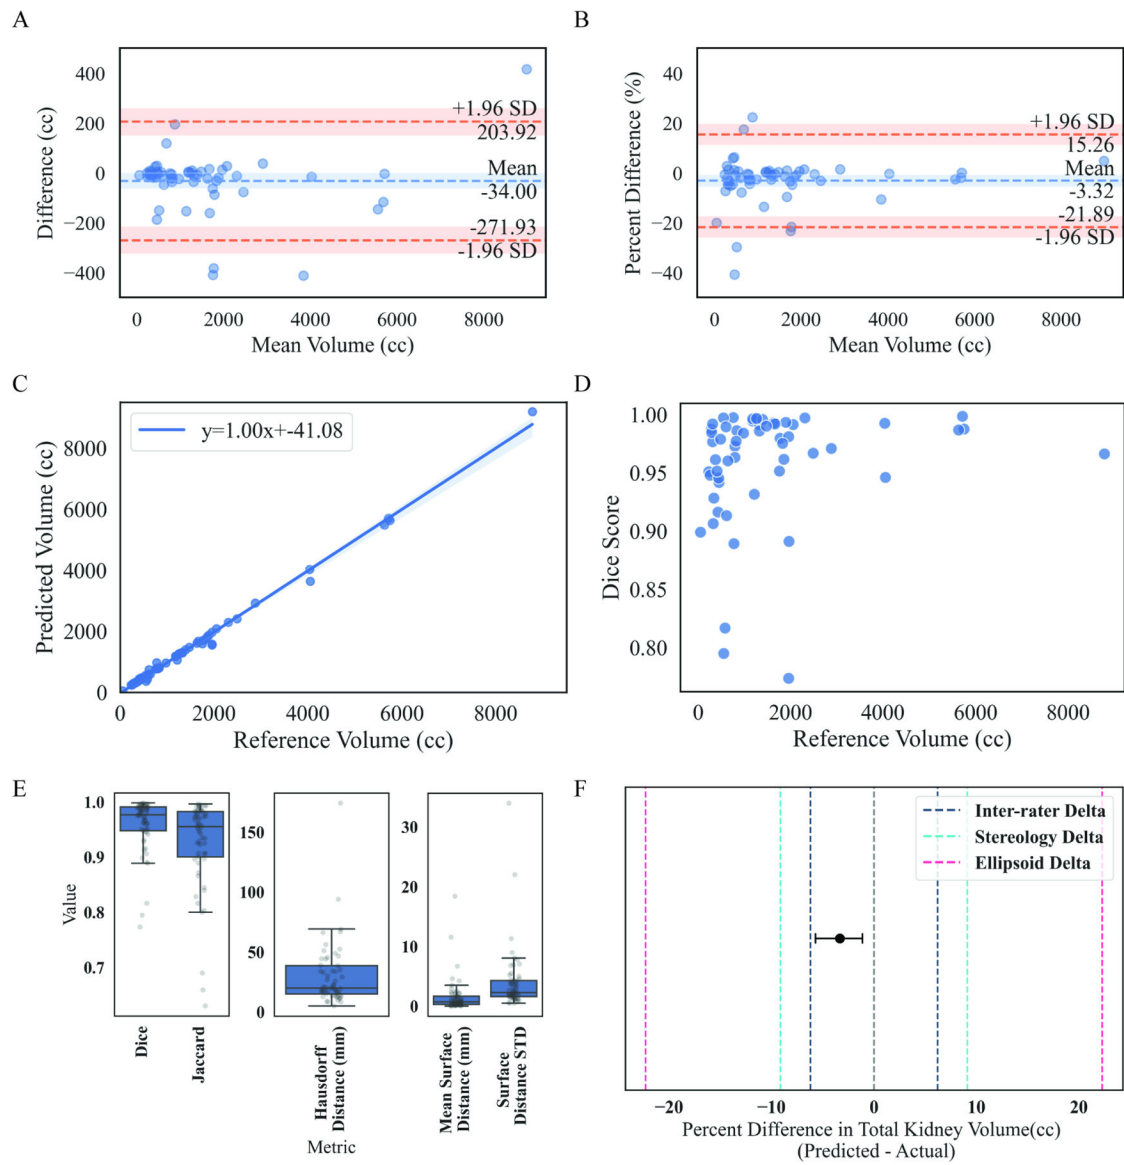 A
400
200
0
−200
−400
Difference (cc)
+1.96 SD
203.92
Mean
-34.00
-271.93
-1.96 SD
0
2000
4000
6000
8000
Mean Volume (cc)
B
40
20
0
−20
−40
Percent Difference (%)
+1.96 SD
15.26
Mean
-3.32
-21.89
-1.96 SD
0
2000
4000
6000
8000
Mean Volume (cc)
C
y=1.00x+-41.08
8000
6000
4000
2000
0
Predicted Volume (cc)
0
2000
4000
6000
8000
Reference Volume (cc)
D
1.00
0.95
0.90
0.85
0.80
Dice Score
0
2000
4000
6000
8000
Reference Volume (cc)
E
1.0
0.9
0.8
0.7
Value
Dice
Jaccard
150
100
50
0
Hausdorff
Distance (mm)
30
20
10
0
Mean Surface
Distance (mm)
Surface
Distance STD
Metric
F
Inter-rater Delta
Stereology Delta
Ellipsoid Delta
−20
−10
0
10
20
Percent Difference in Total Kidney Volume(cc)
(Predicted - Actual)